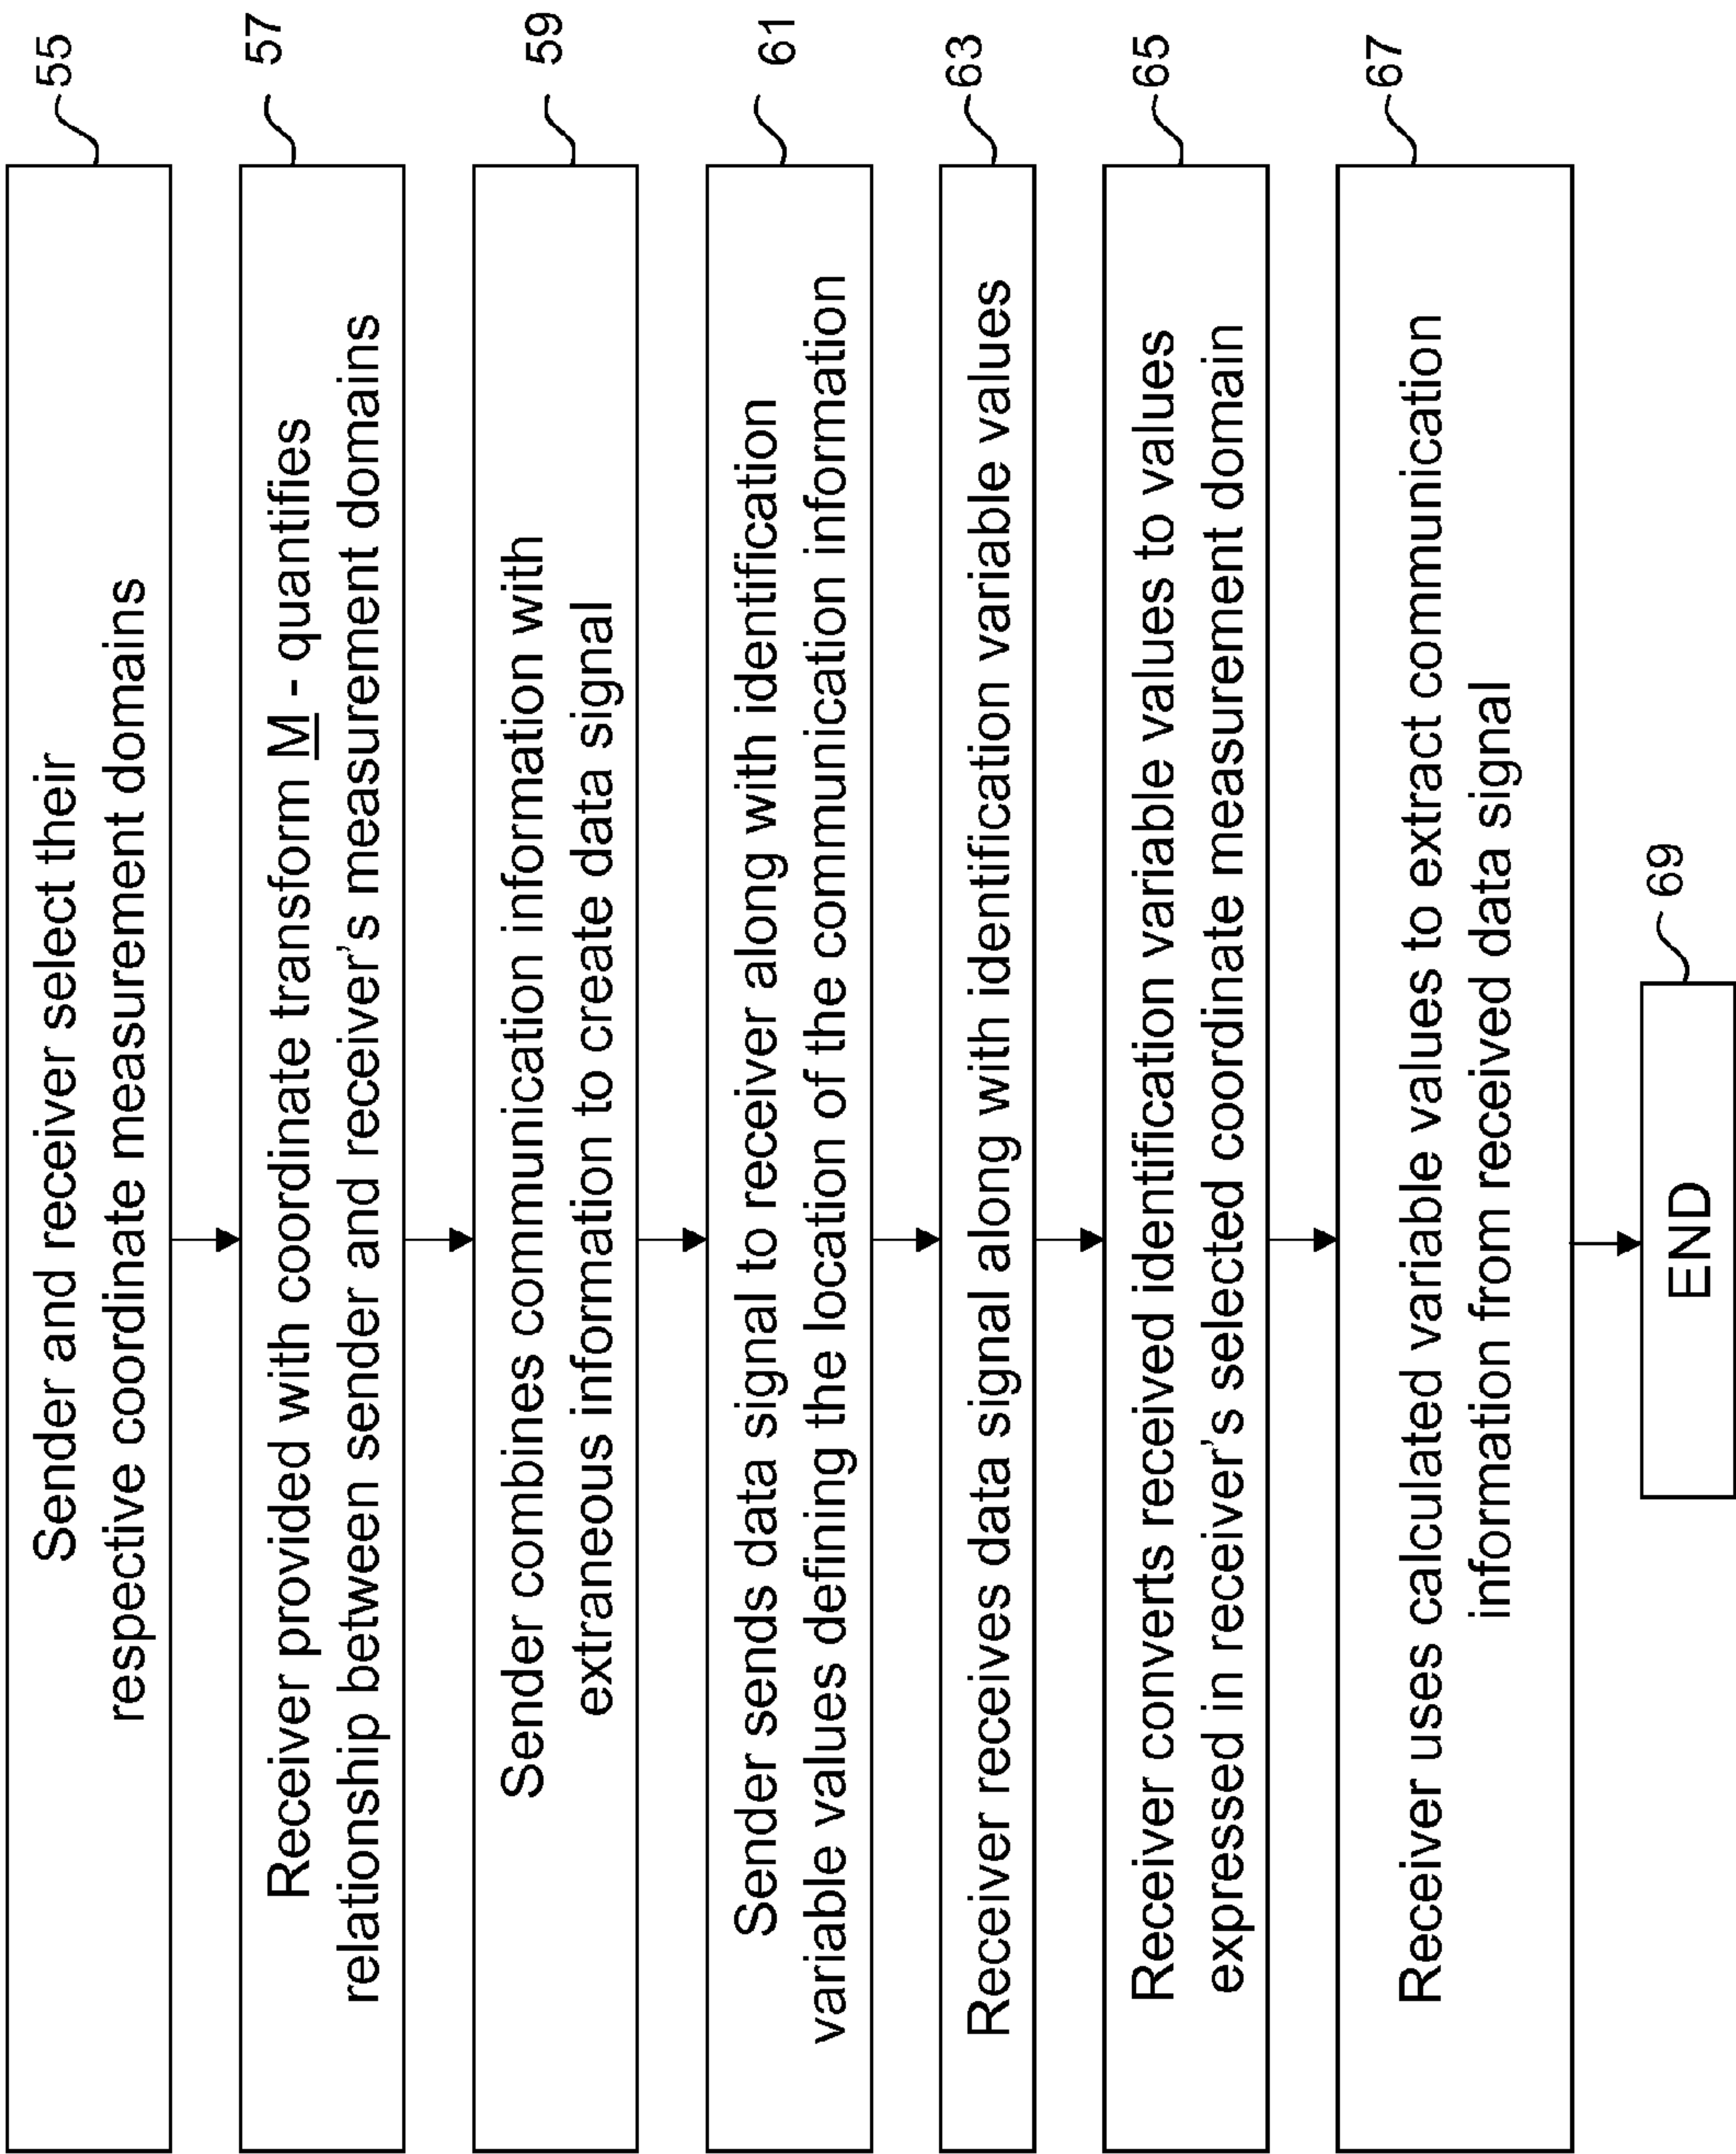 Sender and receiver select their
respective coordinate measurement domains
55
Receiver provided with coordinate transform M - quantifies
relationship between sender and receiver's measurement domains
57
Sender combines communication information with
extraneous information to create data signal
59
Sender sends data signal to receiver along with identification
variable values defining the location of the communication information
61
Receiver receives data signal along with identification variable values
63
Receiver converts received identification variable values to values
expressed in receiver's selected coordinate measurement domain
65
Receiver uses calculated variable values to extract communication
information from received data signal
67
END
69